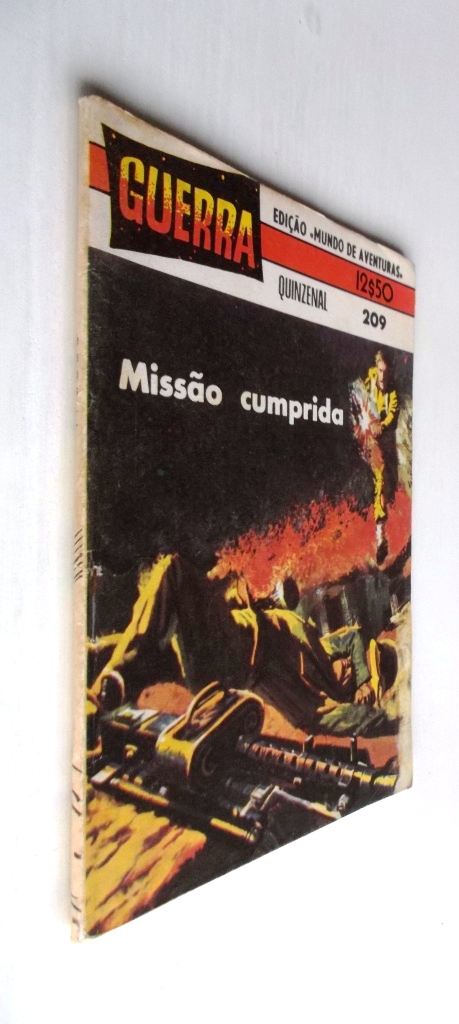 GUERRA
EDIÇÃO «MUNDO DE AVENTURAS»
12$50
QUINZENAL
209
Missão cumprida